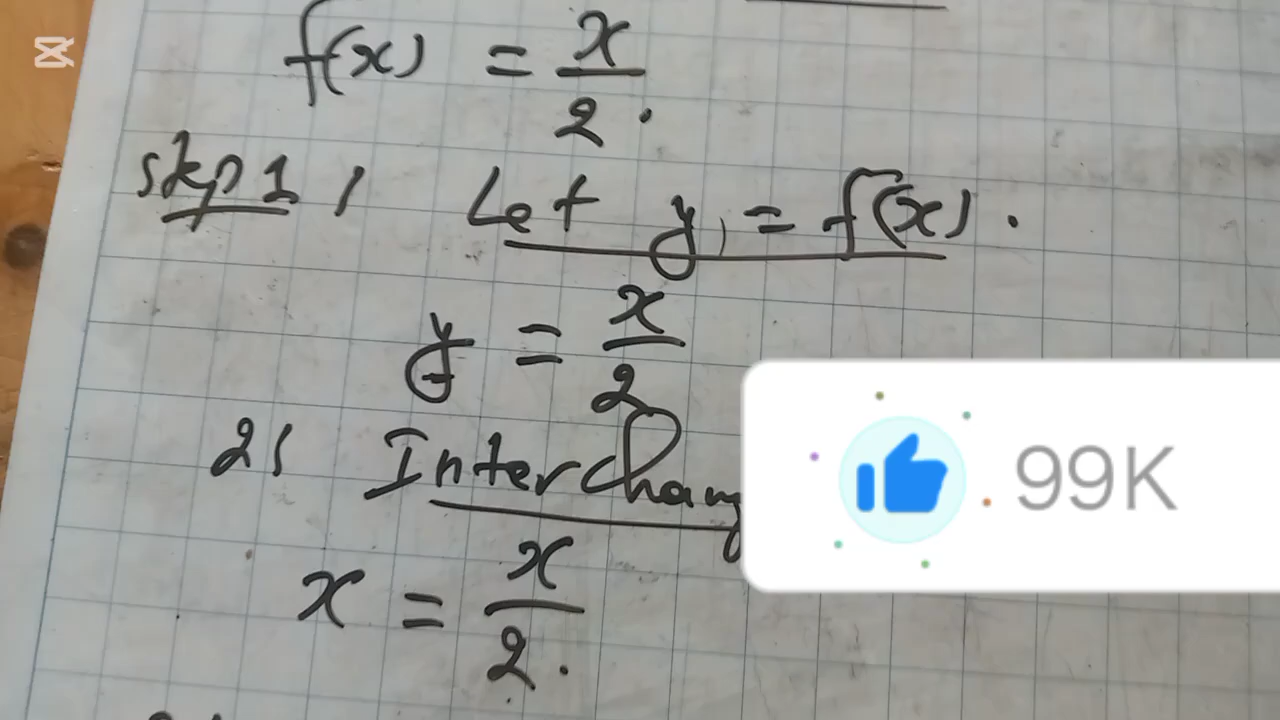 f(x) = x/2.
step 1, Let y = f(x).
y = x/2
2, Interchang
99K
x = x/2.